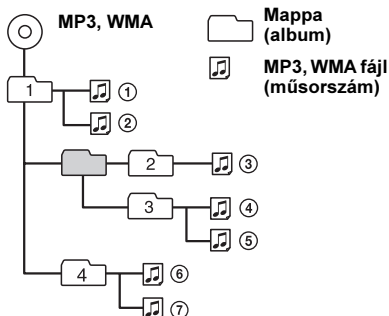 MP3, WMA
Mappa
(album)
MP3, WMA fájl
(műsorszám)
1
①
②
2
③
3
④
⑤
4
⑥
⑦